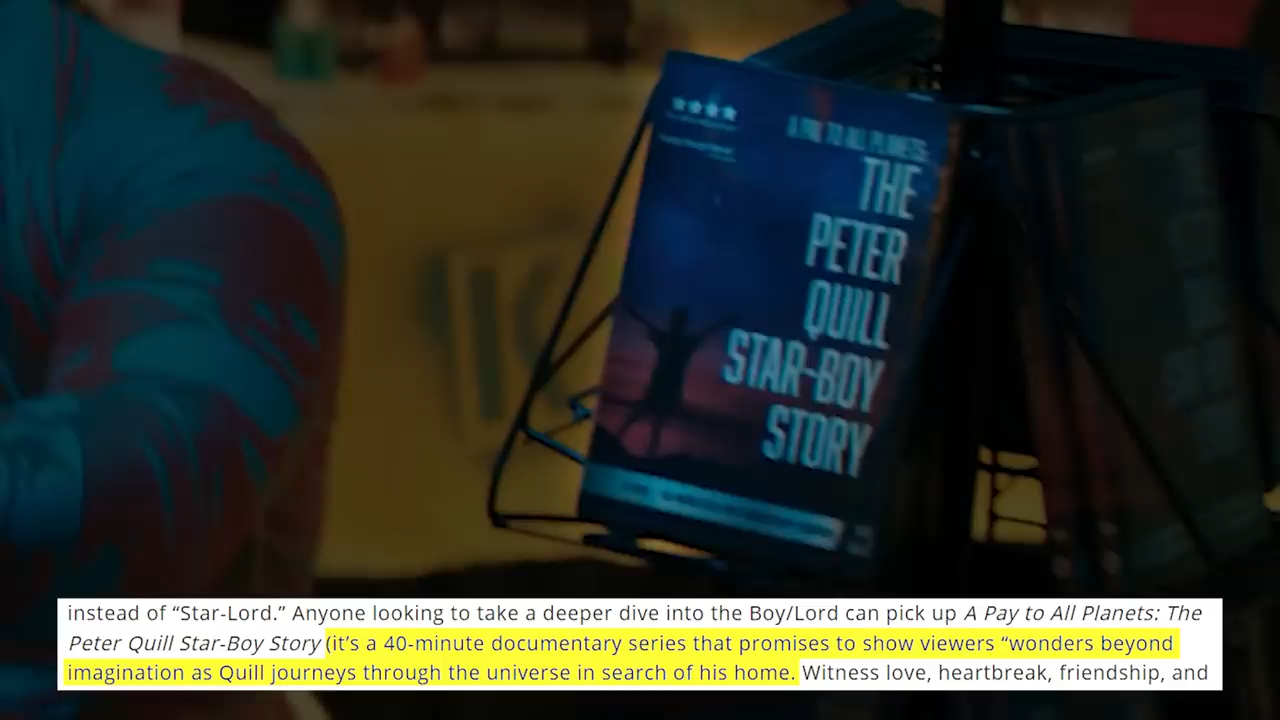 A PAY TO ALL PLANETS:
THE
PETER
QUILL
STAR-BOY
STORY
instead of “Star-Lord.” Anyone looking to take a deeper dive into the Boy/Lord can pick up A Pay to All Planets: The
Peter Quill Star-Boy Story (it’s a 40-minute documentary series that promises to show viewers “wonders beyond
imagination as Quill journeys through the universe in search of his home. Witness love, heartbreak, friendship, and